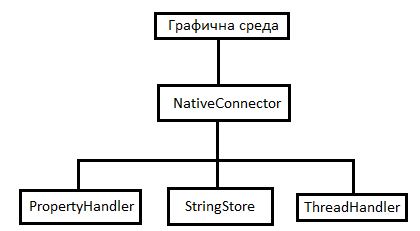 Графична среда
NativeConnector
PropertyHandler
StringStore
ThreadHandler